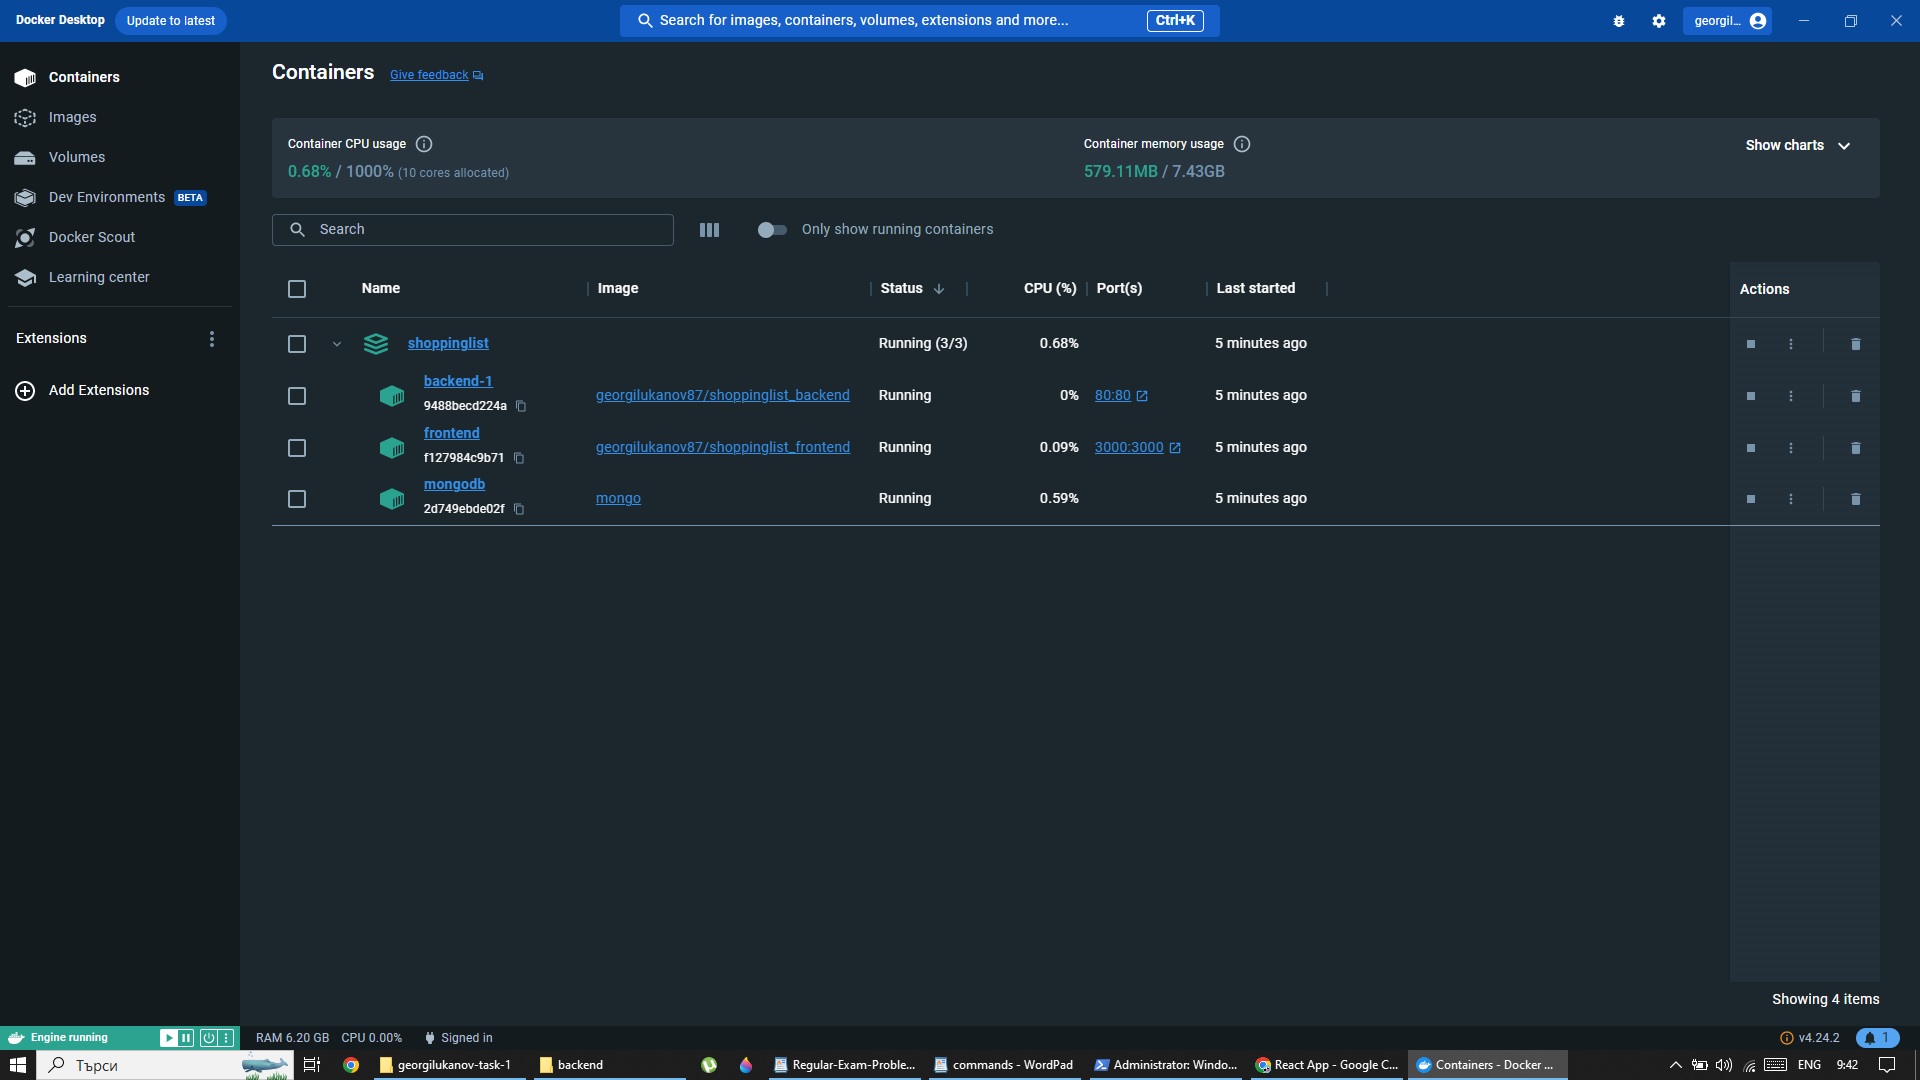 Docker Desktop
Update to latest
Search for images, containers, volumes, extensions and more...
Ctrl+K
georgil...
Containers
Images
Volumes
Dev Environments BETA
Docker Scout
Learning center
Extensions
Add Extensions
Containers Give feedback
Container CPU usage
0.68% / 1000% (10 cores allocated)
Container memory usage
579.11MB / 7.43GB
Show charts
Search
Only show running containers
Name Image Status CPU (%) Port(s) Last started Actions
shoppinglist Running (3/3) 0.68% 5 minutes ago
backend-1
9488becd224a
georgilukanov87/shoppinglist_backend Running 0% 80:80 5 minutes ago
frontend
f127984c9b71
georgilukanov87/shoppinglist_frontend Running 0.09% 3000:3000 5 minutes ago
mongodb
2d749ebde02f
mongo Running 0.59% 5 minutes ago
Showing 4 items
Engine running
RAM 6.20 GB CPU 0.00% Signed in
v4.24.2
1
Търси
georgilukanov-task-1
backend
Regular-Exam-Proble...
commands - WordPad
Administrator: Windo...
React App - Google C...
Containers - Docker ...
ENG
9:42